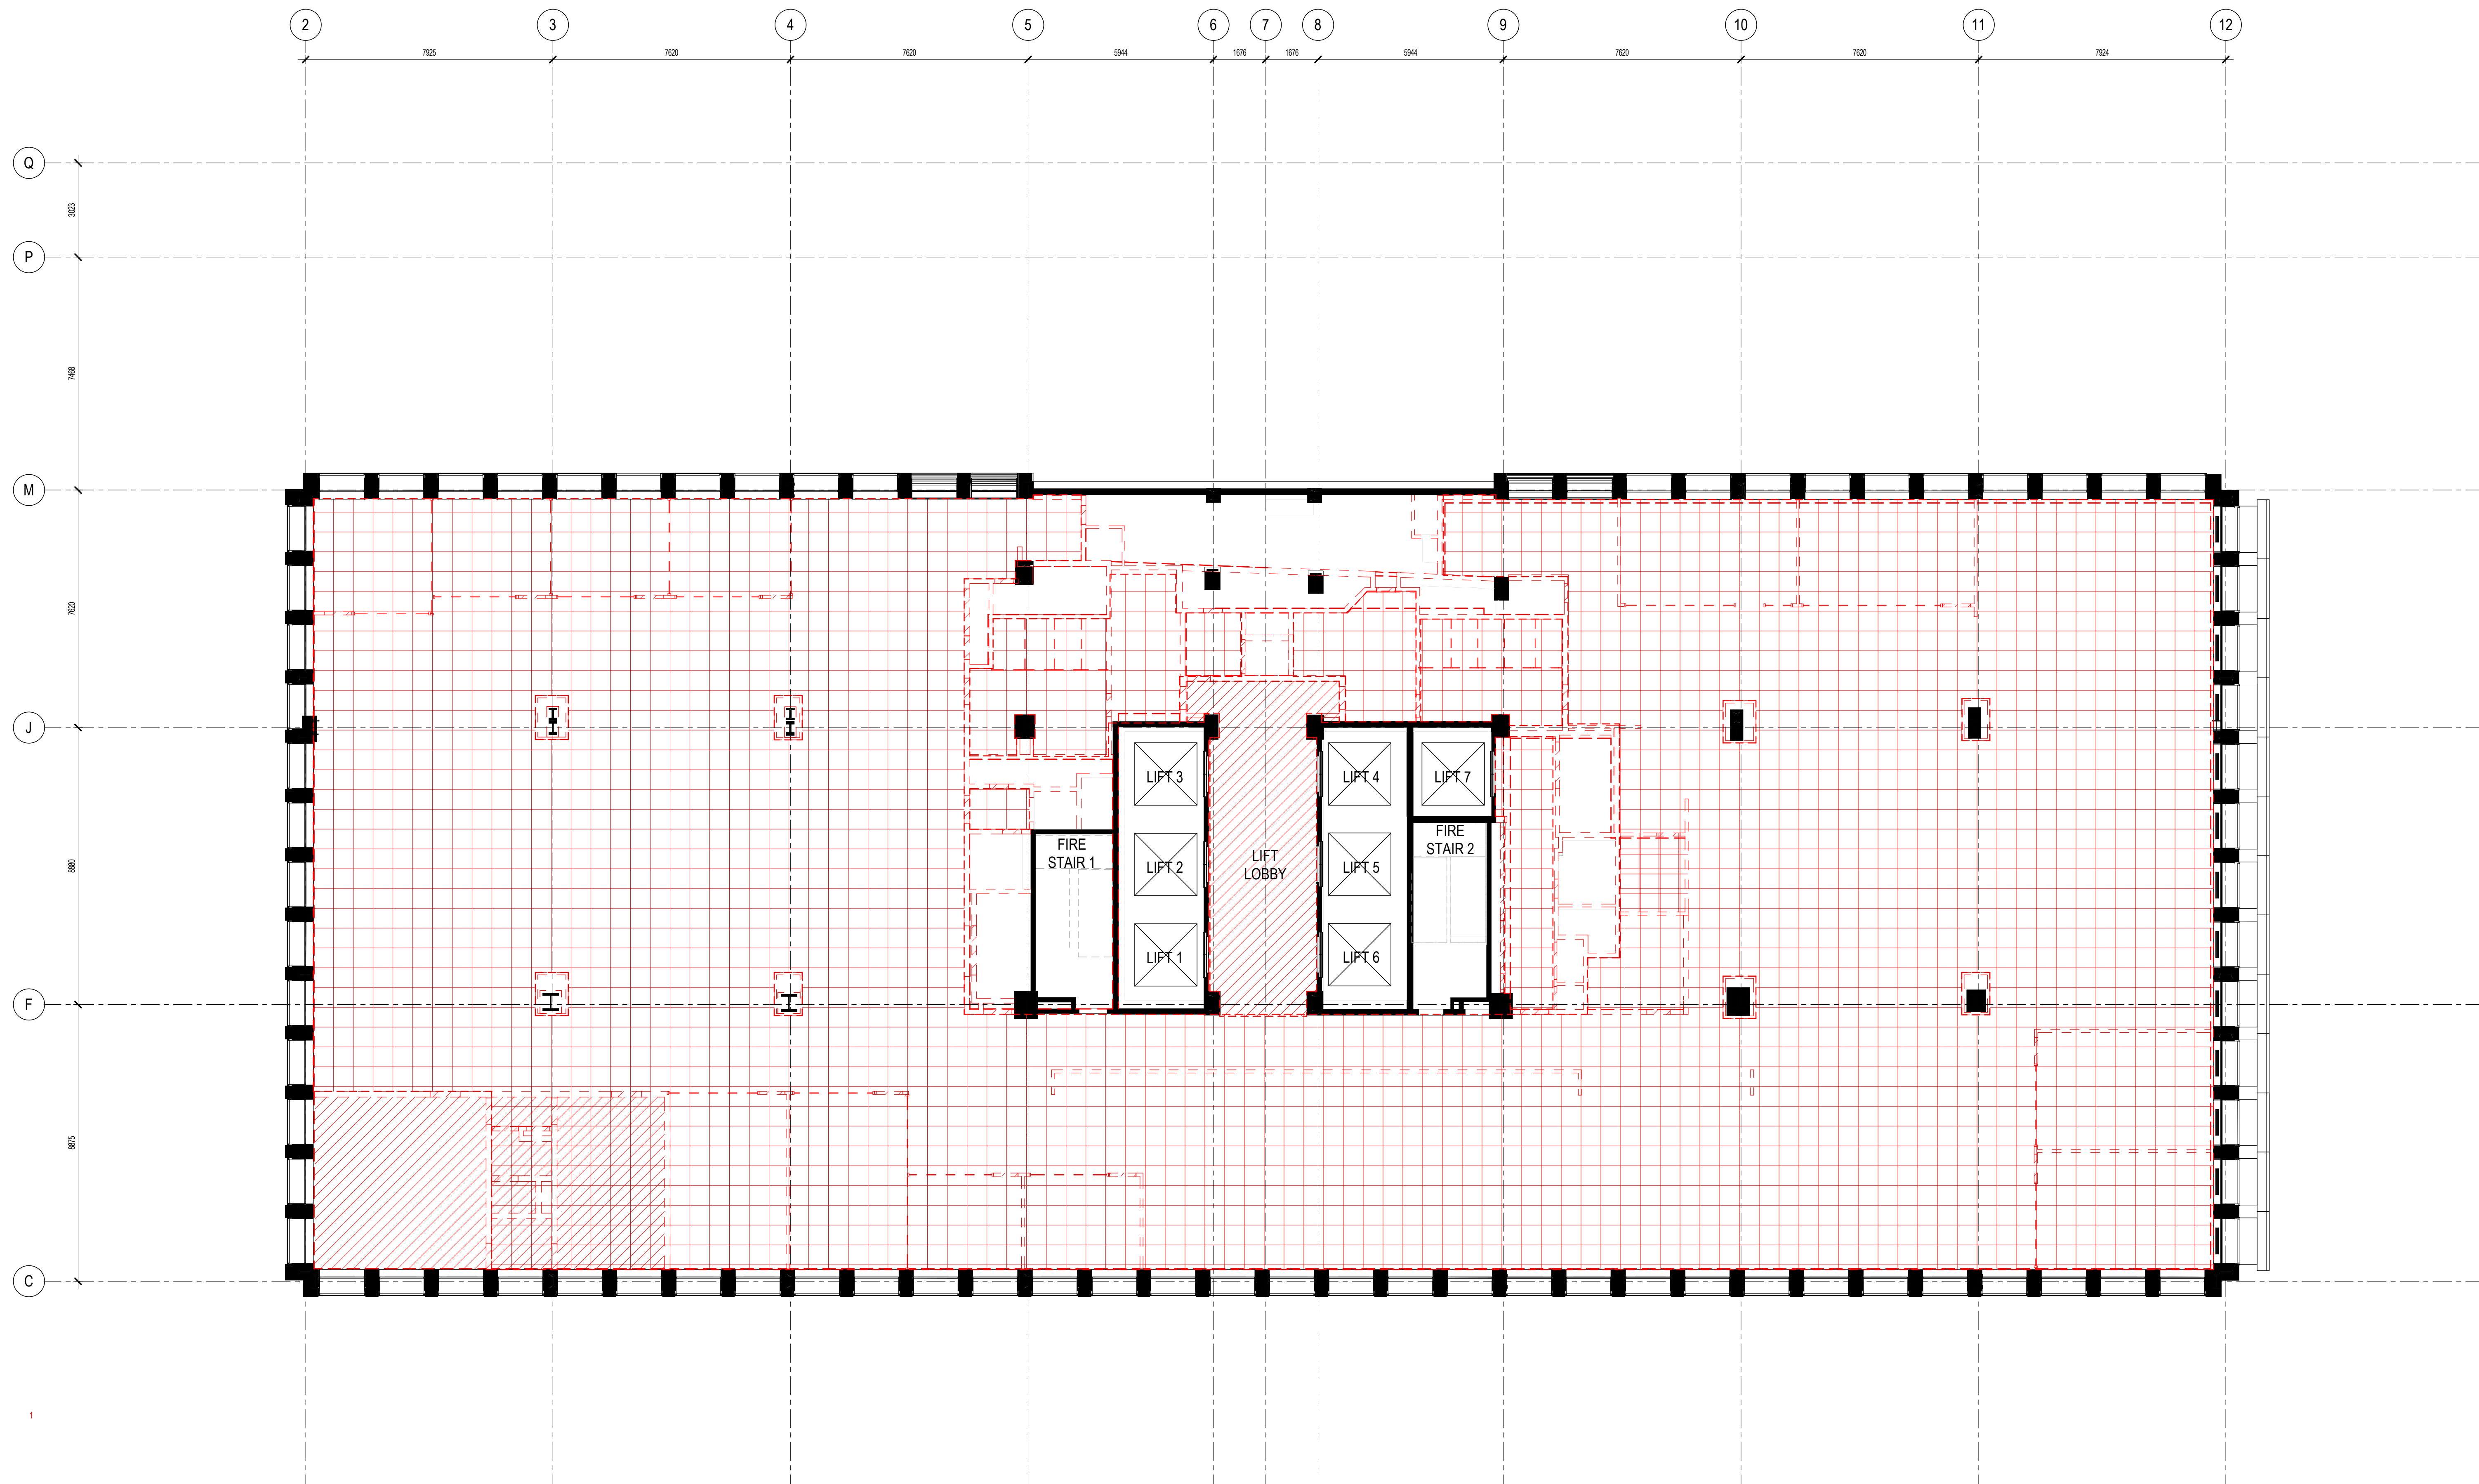 2 3 4 5 6 7 8 9 10 11 12
7925 7620 7620 5944 1676 1676 5944 7620 7620 7924
Q
3023
P
7468
M
7620
J
LIFT 3 LIFT 4 LIFT 7
FIRE
STAIR 1
FIRE
STAIR 2
8880
LIFT
LOBBY
LIFT 2 LIFT 5
LIFT 1 LIFT 6
F
8875
C
1